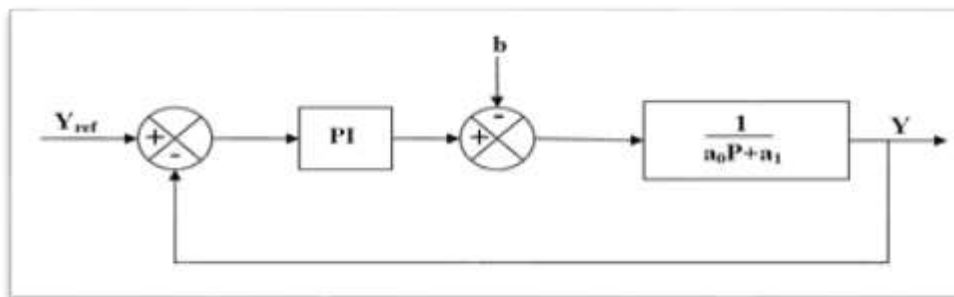 b
-
Y_ref
+
-
PI
+
1
a₀P+a₁
Y